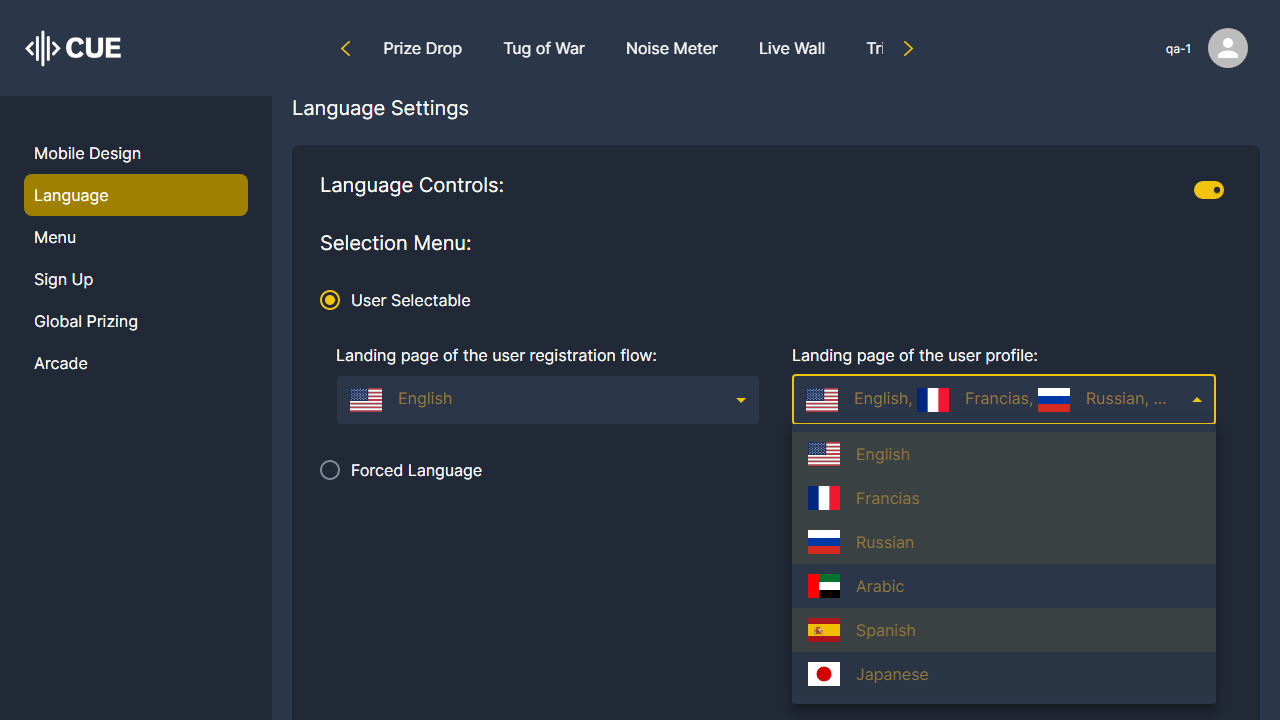 CUE
Prize Drop
Tug of War
Noise Meter
Live Wall
Tri
qa-1
Mobile Design
Language
Menu
Sign Up
Global Prizing
Arcade
Language Settings
Language Controls:
Selection Menu:
User Selectable
Landing page of the user registration flow:
English
Forced Language
Landing page of the user profile:
English, Francias, Russian, ...
English
Francias
Russian
Arabic
Spanish
Japanese